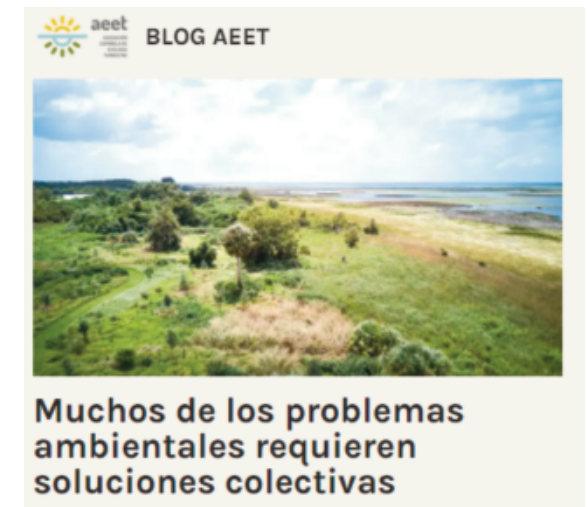 aeet
BLOG AEET
Muchos de los problemas
ambientales requieren
soluciones colectivas